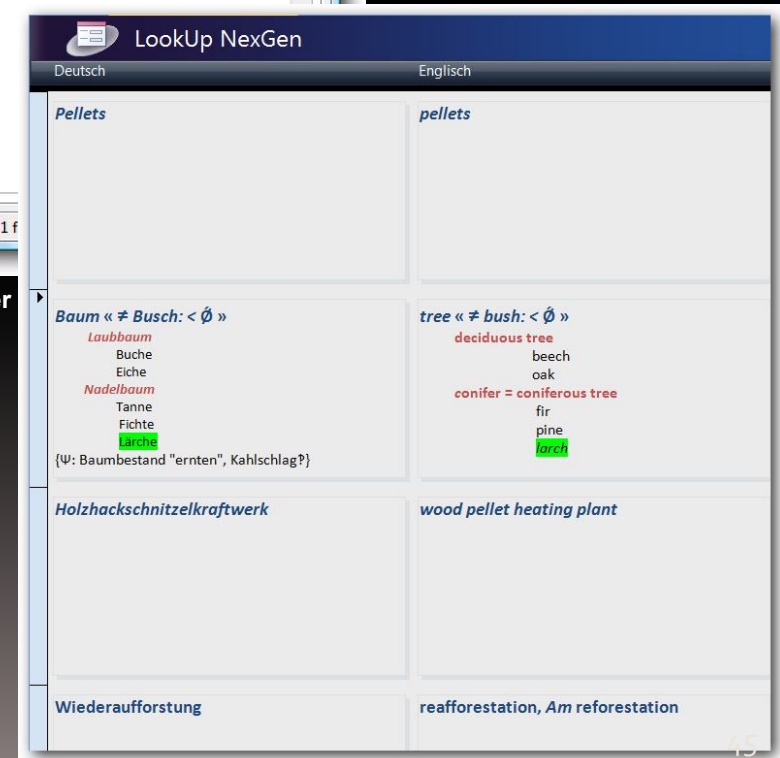 LookUp NexGen
Deutsch Englisch
Pellets pellets
1 f
er
Baum « ≠ Busch: < Ǿ » tree « ≠ bush: < Ǿ »
Laubbaum deciduous tree
Buche beech
Eiche oak
Nadelbaum conifer = coniferous tree
Tanne fir
Fichte pine
Lärche larch
{Ψ: Baumbestand "ernten", Kahlschlag‽}
Holzhackschnitzelkraftwerk wood pellet heating plant
Wiederaufforstung reafforestation, Am reforestation
45